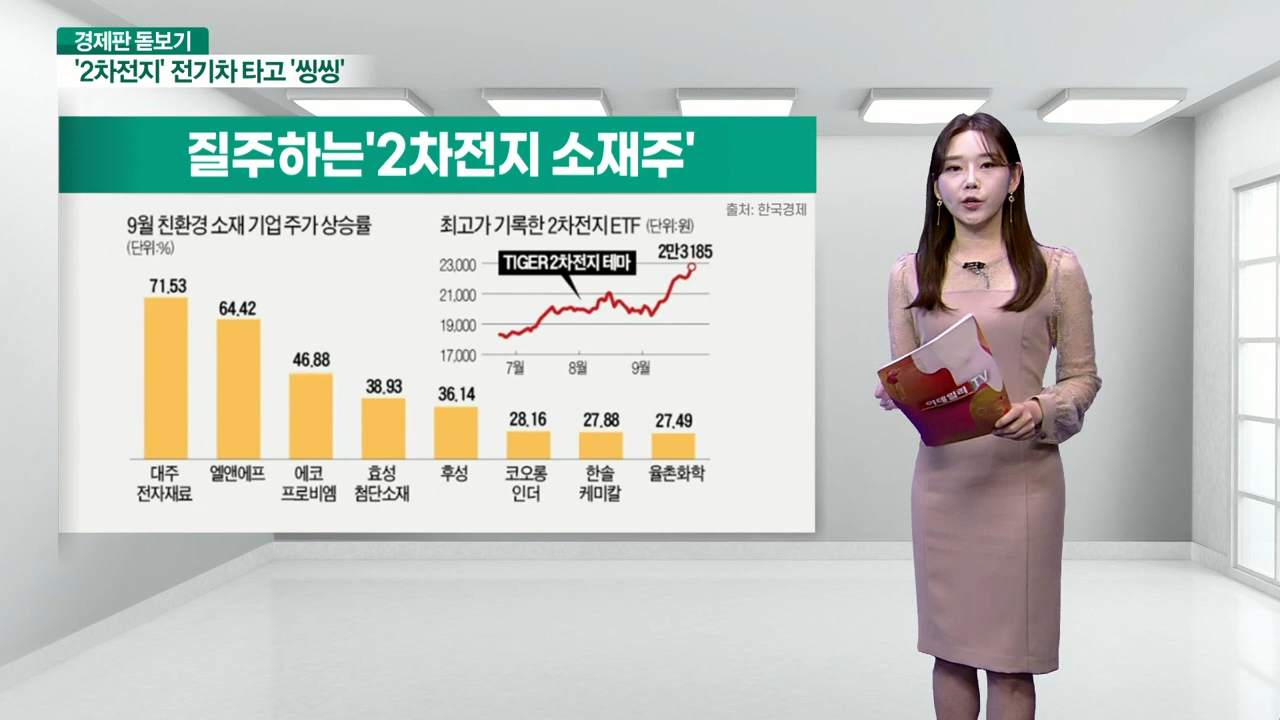 경제판 돋보기
'2차전지' 전기차 타고 '씽씽'
질주하는'2차전지 소재주'
출처: 한국경제
9월 친환경 소재 기업 주가 상승률
(단위:%)
71.53
64.42
46.88
38.93
36.14
28.16
27.88
27.49
대주
전자재료
엘앤에프
에코
프로비엠
효성
첨단소재
후성
코오롱
인더
한솔
케미칼
율촌화학
최고가 기록한 2차전지 ETF (단위:원)
2만3185
TIGER 2차전지 테마
23,000
21,000
19,000
17,000
7월
8월
9월
이데일리 TV